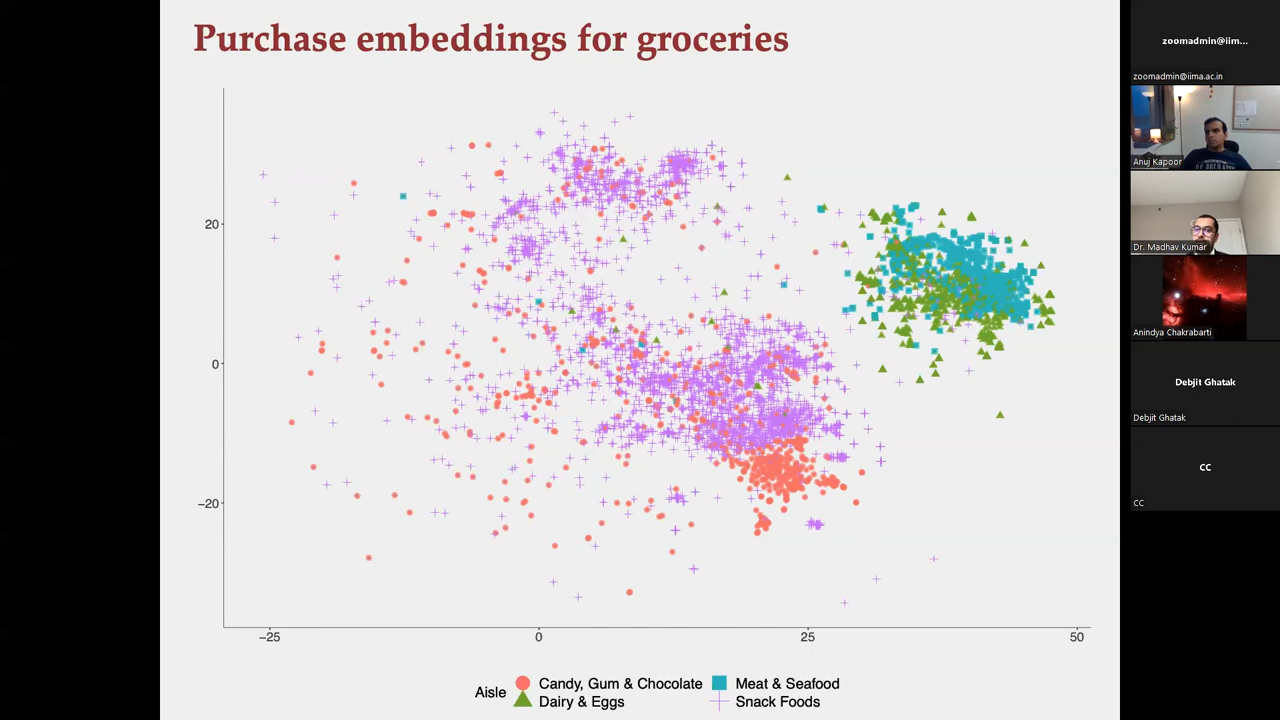 Purchase embeddings for groceries
20
0
−20
−25
0
25
50
Aisle
Candy, Gum & Chocolate
Meat & Seafood
Dairy & Eggs
Snack Foods
zoomadmin@iim...
zoomadmin@iima.ac.in
Anuj Kapoor
Dr. Madhav Kumar
Anindya Chakrabarti
Debjit Ghatak
Debjit Ghatak
CC
CC